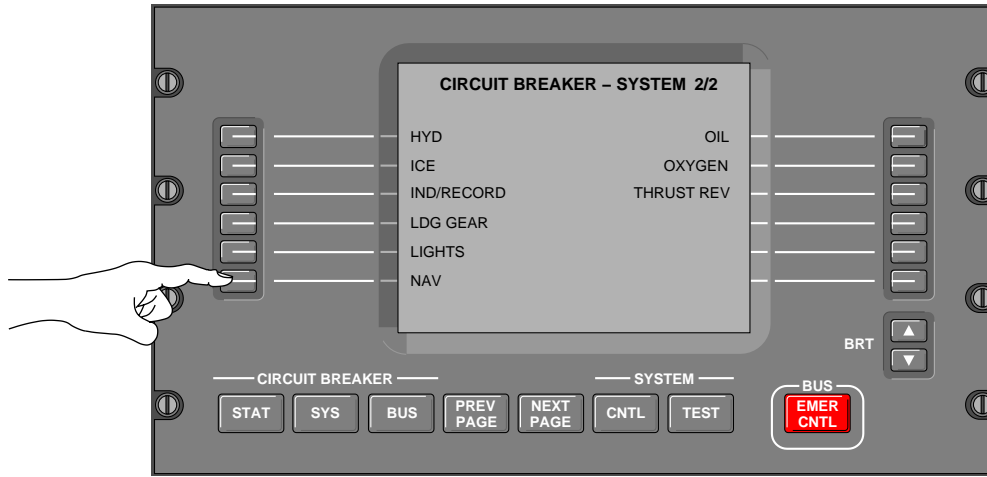 CIRCUIT BREAKER – SYSTEM 2/2
HYD OIL
ICE OXYGEN
IND/RECORD THRUST REV
LDG GEAR
LIGHTS
NAV
BRT
CIRCUIT BREAKER SYSTEM BUS
STAT SYS BUS PREV PAGE NEXT PAGE CNTL TEST EMER CNTL